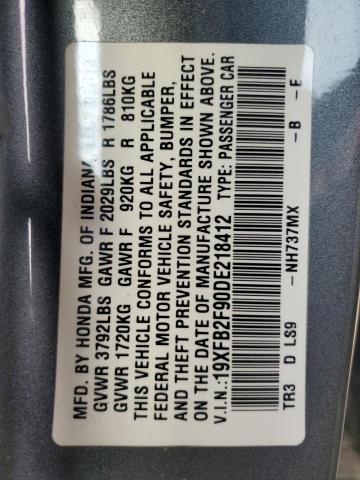 MFD. BY HONDA MFG. OF INDIANA
GVWR 3792LBS GAWR F 2029LBS R 1786LBS
GVWR 1720KG GAWR F 920KG R 810KG
THIS VEHICLE CONFORMS TO ALL APPLICABLE
FEDERAL MOTOR VEHICLE SAFETY, BUMPER,
AND THEFT PREVENTION STANDARDS IN EFFECT
ON THE DATE OF MANUFACTURE SHOWN ABOVE.
V.I.N.:19XFB2F90DE218412 TYPE: PASSENGER CAR
TR3 D LS9 -NH737MX -B -E